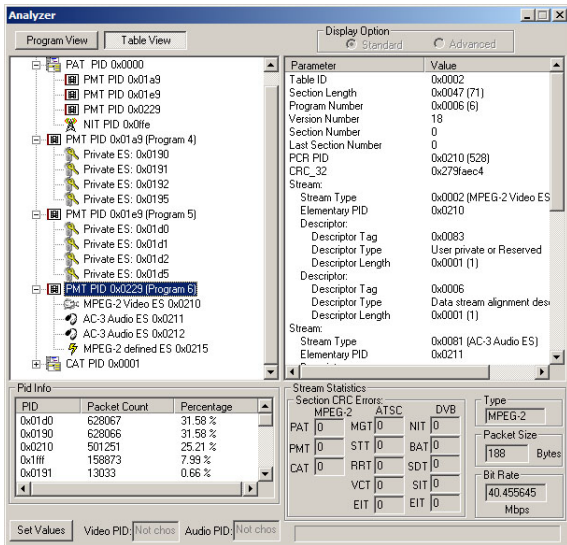 Analyzer
Program View
Table View
Display Option
Standard
Advanced
PAT PID 0x0000
PMT PID 0x01a9
PMT PID 0x01e9
PMT PID 0x0229
NIT PID 0x0ffe
PMT PID 0x01a9 (Program 4)
Private ES: 0x0190
Private ES: 0x0191
Private ES: 0x0192
Private ES: 0x0195
PMT PID 0x01e9 (Program 5)
Private ES: 0x01d0
Private ES: 0x01d1
Private ES: 0x01d2
Private ES: 0x01d5
PMT PID 0x0229 (Program 6)
MPEG-2 Video ES 0x0210
AC-3 Audio ES 0x0211
AC-3 Audio ES 0x0212
MPEG-2 defined ES 0x0215
CAT PID 0x0001
Parameter Value
Table ID 0x0002
Section Length 0x0047 (71)
Program Number 0x0006 (6)
Version Number 18
Section Number 0
Last Section Number 0
PCR PID 0x0210 (528)
CRC_32 0x279faec4
Stream:
Stream Type 0x0002 (MPEG-2 Video ES
Elementary PID 0x0210
Descriptor:
Descriptor Tag 0x0083
Descriptor Type User private or Reserved
Descriptor Length 0x0001 (1)
Descriptor:
Descriptor Tag 0x0006
Descriptor Type Data stream alignment des
Descriptor Length 0x0001 (1)
Stream:
Stream Type 0x0081 (AC-3 Audio ES)
Elementary PID 0x0211
Pid Info
PID Packet Count Percentage
0x01d0 628067 31.58 %
0x0190 628066 31.58 %
0x0210 501251 25.21 %
0x1fff 158873 7.99 %
0x0191 13033 0.66 %
Stream Statistics
Section CRC Errors:
MPEG-2 ATSC DVB
PAT 0 MGT 0 NIT 0
PMT 0 STT 0 BAT 0
CAT 0 RRT 0 SDT 0
VCT 0 SIT 0
EIT 0 EIT 0
Type
MPEG-2
Packet Size
188 Bytes
Bit Rate
40.455645
Mbps
Set Values
Video PID: Not chos
Audio PID: Not chos